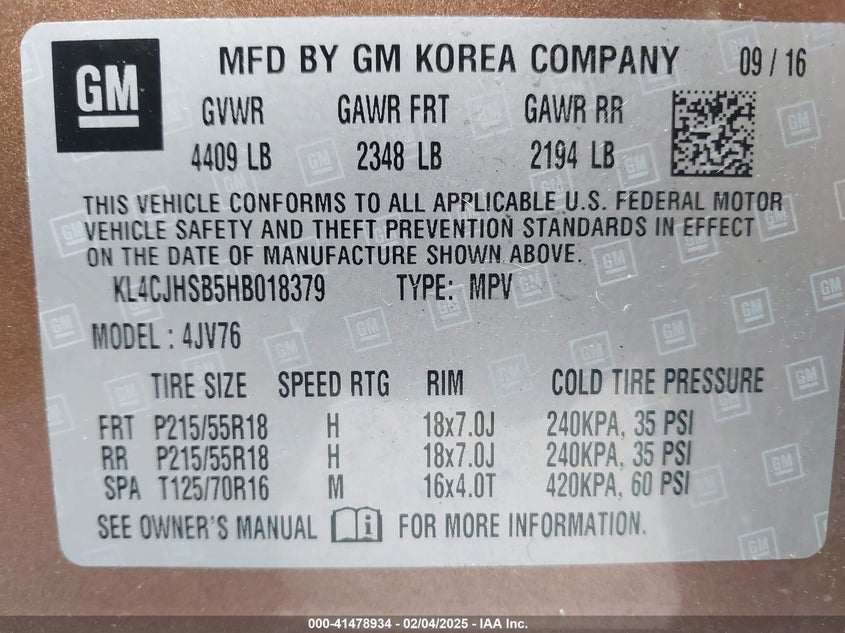 GM MFD BY GM KOREA COMPANY 09 / 16
GVWR GAWR FRT GAWR RR
4409 LB 2348 LB 2194 LB
THIS VEHICLE CONFORMS TO ALL APPLICABLE U.S. FEDERAL MOTOR
VEHICLE SAFETY AND THEFT PREVENTION STANDARDS IN EFFECT
ON THE DATE OF MANUFACTURE SHOWN ABOVE.
KL4CJHSB5HB018379 TYPE: MPV
MODEL : 4JV76
TIRE SIZE SPEED RTG RIM COLD TIRE PRESSURE
FRT P215/55R18 H 18x7.0J 240KPA, 35 PSI
RR P215/55R18 H 18x7.0J 240KPA, 35 PSI
SPA T125/70R16 M 16x4.0T 420KPA, 60 PSI
SEE OWNER'S MANUAL i FOR MORE INFORMATION.
000-41478934 - 02/04/2025 - IAA Inc.